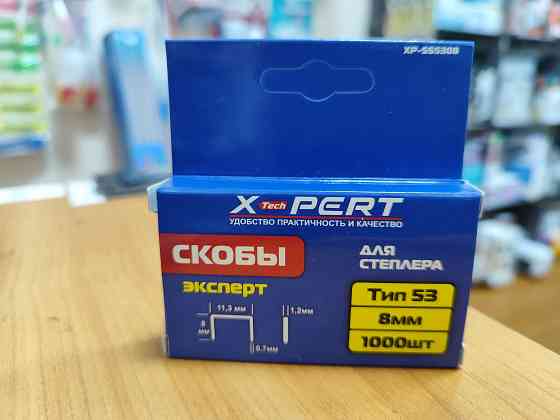 XP-SS5308
X-Tech PERT
УДОБСТВО ПРАКТИЧНОСТЬ И КАЧЕСТВО
СКОБЫ
ДЛЯ
СТЕПЛЕРА
эксперт
Тип 53
8мм
1000шт
11,3 мм
1,2мм
8
мм
0,7мм